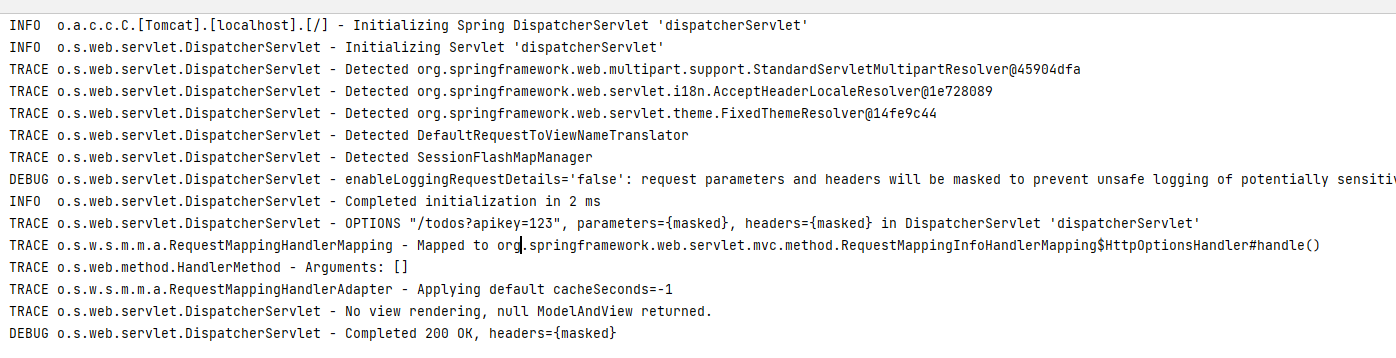 INFO  o.a.c.c.C.[Tomcat].[localhost].[/] - Initializing Spring DispatcherServlet 'dispatcherServlet'
INFO  o.s.web.servlet.DispatcherServlet - Initializing Servlet 'dispatcherServlet'
TRACE o.s.web.servlet.DispatcherServlet - Detected org.springframework.web.multipart.support.StandardServletMultipartResolver@45904dfa
TRACE o.s.web.servlet.DispatcherServlet - Detected org.springframework.web.servlet.i18n.AcceptHeaderLocaleResolver@1e728089
TRACE o.s.web.servlet.DispatcherServlet - Detected org.springframework.web.servlet.theme.FixedThemeResolver@14fe9c44
TRACE o.s.web.servlet.DispatcherServlet - Detected DefaultRequestToViewNameTranslator
TRACE o.s.web.servlet.DispatcherServlet - Detected SessionFlashMapManager
DEBUG o.s.web.servlet.DispatcherServlet - enableLoggingRequestDetails='false': request parameters and headers will be masked to prevent unsafe logging of potentially sensitiv
INFO  o.s.web.servlet.DispatcherServlet - Completed initialization in 2 ms
TRACE o.s.web.servlet.DispatcherServlet - OPTIONS "/todos?apikey=123", parameters={masked}, headers={masked} in DispatcherServlet 'dispatcherServlet'
TRACE o.s.w.s.m.m.a.RequestMappingHandlerMapping - Mapped to org.springframework.web.servlet.mvc.method.RequestMappingInfoHandlerMapping$HttpOptionsHandler#handle()
TRACE o.s.web.method.HandlerMethod - Arguments: []
TRACE o.s.w.s.m.m.a.RequestMappingHandlerAdapter - Applying default cacheSeconds=-1
TRACE o.s.web.servlet.DispatcherServlet - No view rendering, null ModelAndView returned.
DEBUG o.s.web.servlet.DispatcherServlet - Completed 200 OK, headers={masked}